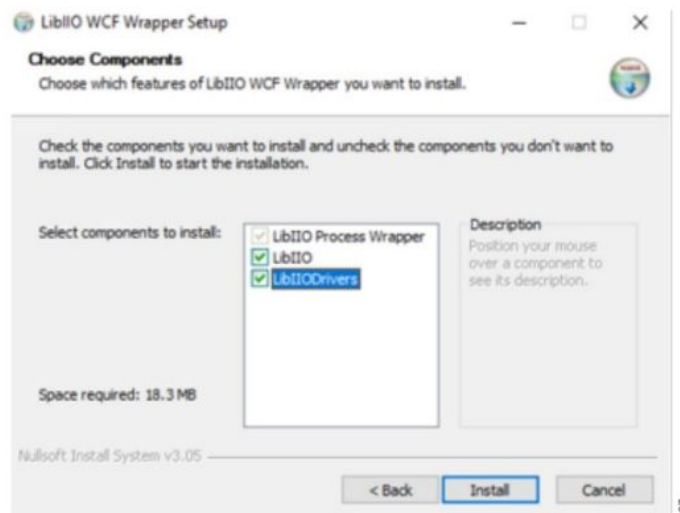 LibIIO WCF Wrapper Setup
Choose Components
Choose which features of LibIIO WCF Wrapper you want to install.
Check the components you want to install and uncheck the components you don't want to
install. Click Install to start the installation.
Select components to install:
LibIIO Process Wrapper
LibIIO
LibIIODrivers
Description
Position your mouse
over a component to
see its description.
Space required: 18.3 MB
Nullsoft Install System v3.05
< Back
Install
Cancel